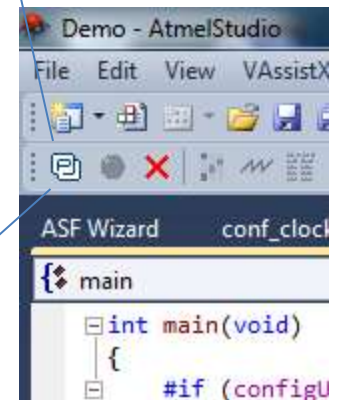 Demo - AtmelStudio
File Edit View VAssistX
ASF Wizard conf_clock
main
int main(void)
{
#if (configU